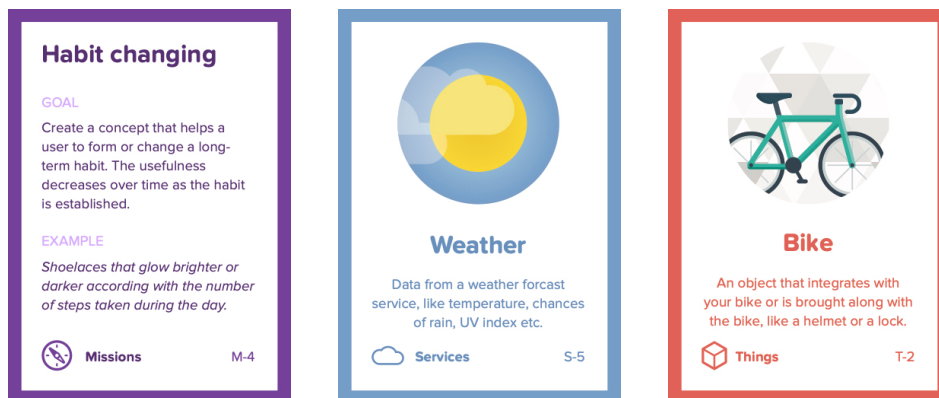 Habit changing
GOAL
Create a concept that helps a
user to form or change a long-
term habit. The usefulness
decreases over time as the habit
is established.
EXAMPLE
Shoelaces that glow brighter or
darker according with the number
of steps taken during the day.
Missions M-4
Weather
Data from a weather forcast
service, like temperature, chances
of rain, UV index etc.
Services S-5
Bike
An object that integrates with
your bike or is brought along with
the bike, like a helmet or a lock.
Things T-2